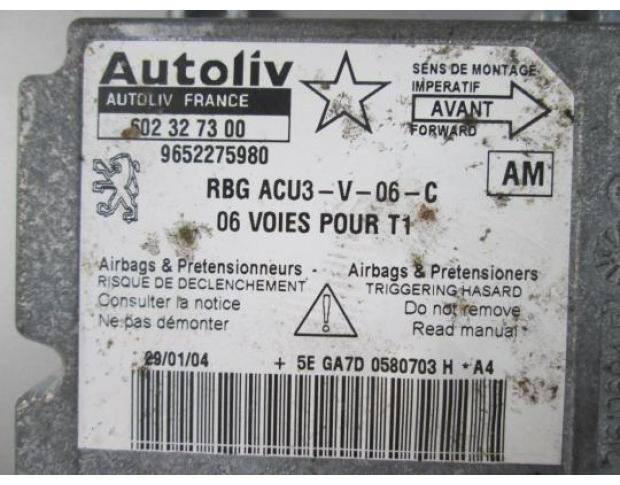 Autoliv
AUTOLIV FRANCE
602 32 73 00
9652275980
SENS DE MONTAGE
IMPERATIF
AVANT
FORWARD
AM
RBG ACU3-V-06-C
06 VOIES POUR T1
Airbags & Pretensionneurs -
RISQUE DE DECLENCHEMENT
Consulter la notice
Ne pas démonter
Airbags & Pretensioners
TRIGGERING HASARD
Do not remove
Read manual
29/01/04 + 5E GA7D 0580703 H *A4